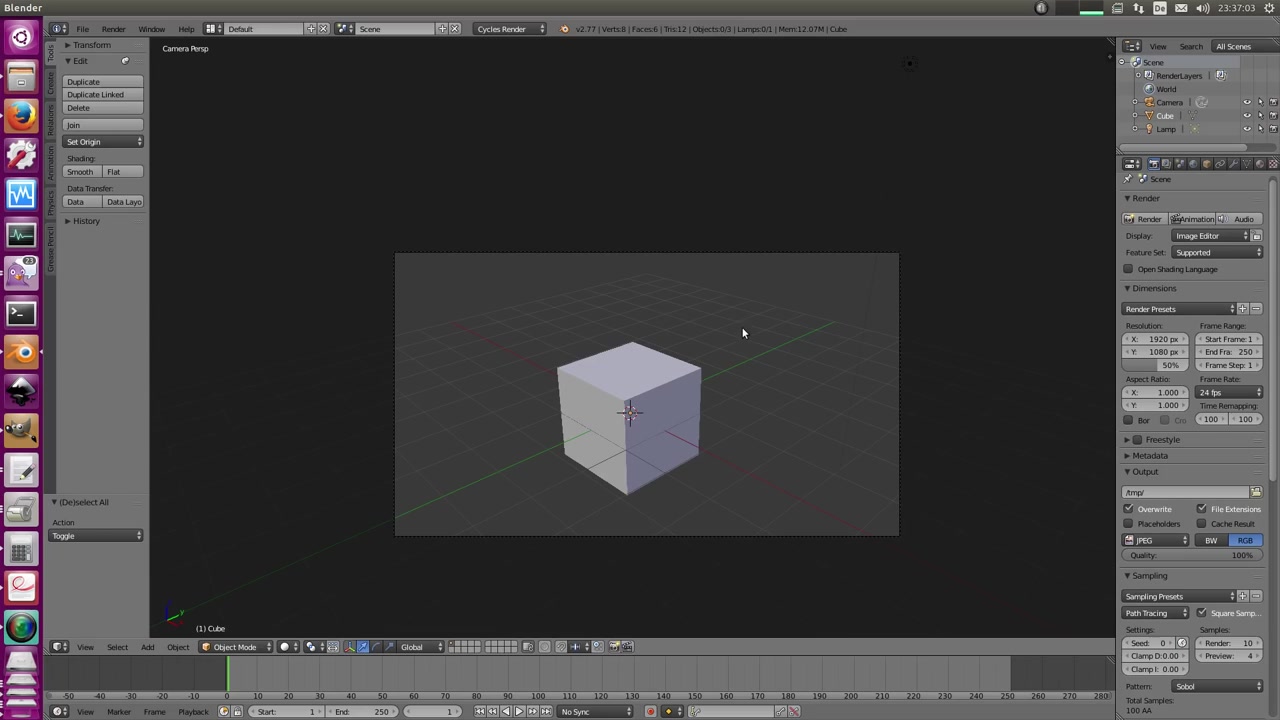 Blender
De
23:37:03
File
Render
Window
Help
Default
Scene
Cycles Render
v2.77 | Verts:8 | Faces:6 | Tris:12 | Objects:0/3 | Lamps:0/1 | Mem:12.07M | Cube
View
Search
All Scenes
Tools
Create
Relations
Animation
Physics
Grease Pencil
Transform
Edit
Duplicate
Duplicate Linked
Delete
Join
Set Origin
Shading:
Smooth
Flat
Data Transfer:
Data
Data Layo
History
(De)select All
Action
Toggle
23
Camera Persp
(1) Cube
Scene
RenderLayers
World
Camera
Cube
Lamp
Scene
Render
Render
Animation
Audio
Display:
Image Editor
Feature Set:
Supported
Open Shading Language
Dimensions
Render Presets
Resolution:
Frame Range:
X: 1920 px
Start Frame: 1
Y: 1080 px
End Fra: 250
50%
Frame Step: 1
Aspect Ratio:
Frame Rate:
X: 1.000
24 fps
Y: 1.000
Time Remapping:
Bor
Cro
100
100
Freestyle
Metadata
Output
/tmp/
Overwrite
File Extensions
Placeholders
Cache Result
JPEG
BW
RGB
Quality:
100%
Sampling
Sampling Presets
Path Tracing
Square Samp...
Settings:
Samples:
Seed: 0
Render: 10
Clamp D: 0.00
Preview: 4
Clamp I: 0.00
Pattern:
Sobol
Total Samples:
100 AA
View
Select
Add
Object
Object Mode
Global
-50 -40 -30 -20 -10 0 10 20 30 40 50 60 70 80 90 100 110 120 130 140 150 160 170 180 190 200 210 220 230 240 250 260 270 280
View
Marker
Frame
Playback
Start: 1
End: 250
1
No Sync